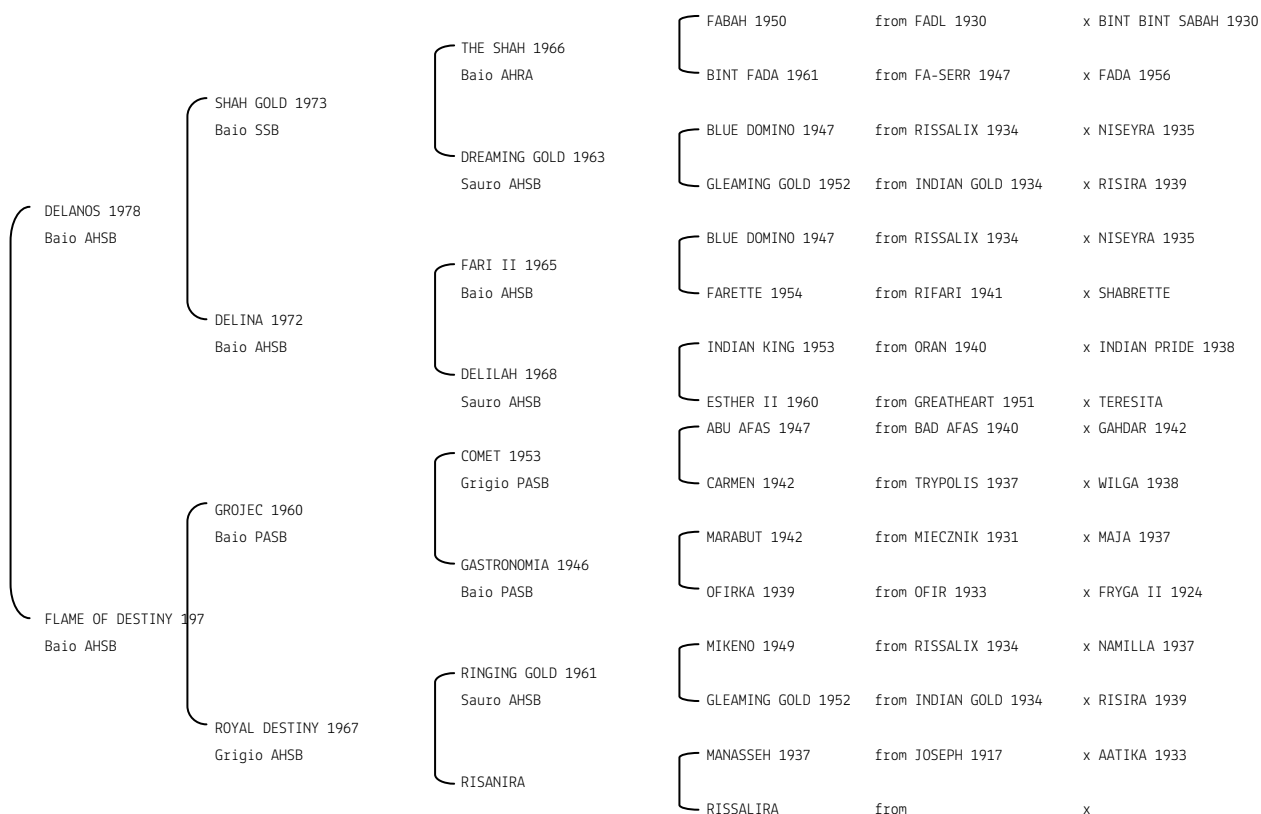 FABAH 1950 from FADL 1930 x BINT BINT SABAH 1930
THE SHAH 1966
Baio AHRA
BINT FADA 1961 from FA-SERR 1947 x FADA 1956
SHAH GOLD 1973
Baio SSB
BLUE DOMINO 1947 from RISSALIX 1934 x NISEYRA 1935
DREAMING GOLD 1963
Sauro AHSB
GLEAMING GOLD 1952 from INDIAN GOLD 1934 x RISIRA 1939
DELANOS 1978
Baio AHSB
BLUE DOMINO 1947 from RISSALIX 1934 x NISEYRA 1935
FARI II 1965
Baio AHSB
FARETTE 1954 from RIFARI 1941 x SHABRETTE
DELINA 1972
Baio AHSB
INDIAN KING 1953 from ORAN 1940 x INDIAN PRIDE 1938
DELILAH 1968
Sauro AHSB
ESTHER II 1960 from GREATHEART 1951 x TERESITA
ABU AFAS 1947 from BAD AFAS 1940 x GAHDAR 1942
COMET 1953
Grigio PASB
CARMEN 1942 from TRYPOLIS 1937 x WILGA 1938
GROJEC 1960
Baio PASB
MARABUT 1942 from MIECZNIK 1931 x MAJA 1937
GASTRONOMIA 1946
Baio PASB
OFIRKA 1939 from OFIR 1933 x FRYGA II 1924
FLAME OF DESTINY 197
Baio AHSB
MIKENO 1949 from RISSALIX 1934 x NAMILLA 1937
RINGING GOLD 1961
Sauro AHSB
GLEAMING GOLD 1952 from INDIAN GOLD 1934 x RISIRA 1939
ROYAL DESTINY 1967
Grigio AHSB
MANASSEH 1937 from JOSEPH 1917 x AATIKA 1933
RISANIRA
RISSALIRA from x